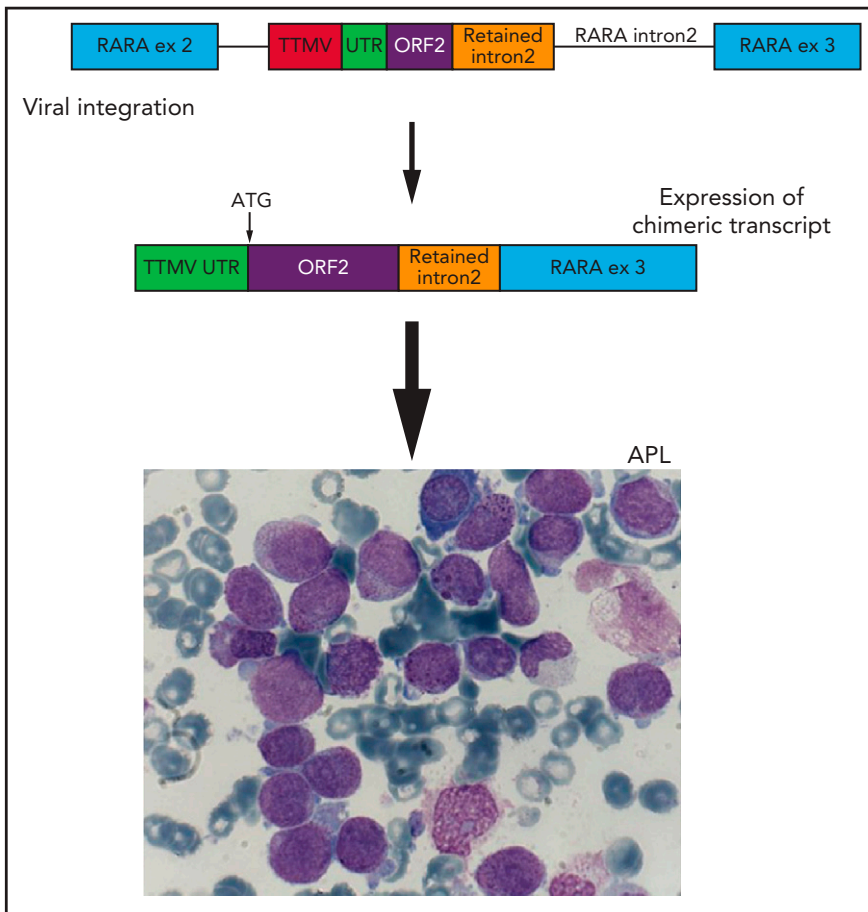 RARA ex 2
TTMV
UTR
ORF2
Retained
intron2
RARA intron2
RARA ex 3
Viral integration
ATG
Expression of
chimeric transcript
TTMV UTR
ORF2
Retained
intron2
RARA ex 3
APL